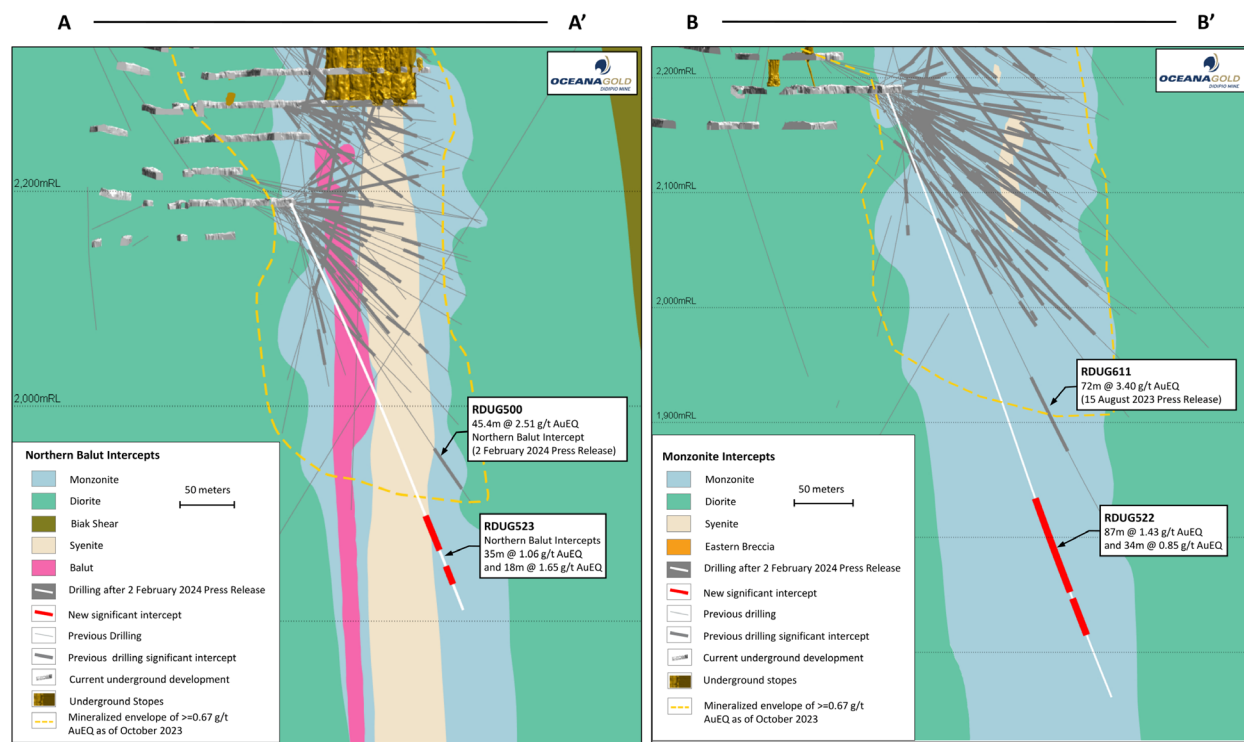 A
A’
B
B’
OCEANAGOLD
DIDIPIO MINE
2,200mRL
2,000mRL
RDUG500
45.4m @ 2.51 g/t AuEQ
Northern Balut Intercept
(2 February 2024 Press Release)
RDUG523
Northern Balut Intercepts
35m @ 1.06 g/t AuEQ
and 18m @ 1.65 g/t AuEQ
Northern Balut Intercepts
Monzonite
Diorite
50 meters
Biak Shear
Syenite
Balut
Drilling after 2 February 2024 Press Release
New significant intercept
Previous Drilling
Previous drilling significant intercept
Current underground development
Underground Stopes
Mineralized envelope of >=0.67 g/t
AuEQ as of October 2023
OCEANAGOLD
DIDIPIO MINE
2,200mRL
2,100mRL
2,000mRL
1,900mRL
RDUG611
72m @ 3.40 g/t AuEQ
(15 August 2023 Press Release)
RDUG522
87m @ 1.43 g/t AuEQ
and 34m @ 0.85 g/t AuEQ
Monzonite Intercepts
Monzonite
Diorite
50 meters
Syenite
Eastern Breccia
Drilling after 2 February 2024 Press Release
New significant intercept
Previous drilling
Previous drilling significant intercept
Current underground development
Underground stopes
Mineralized envelope of >=0.67 g/t
AuEQ as of October 2023